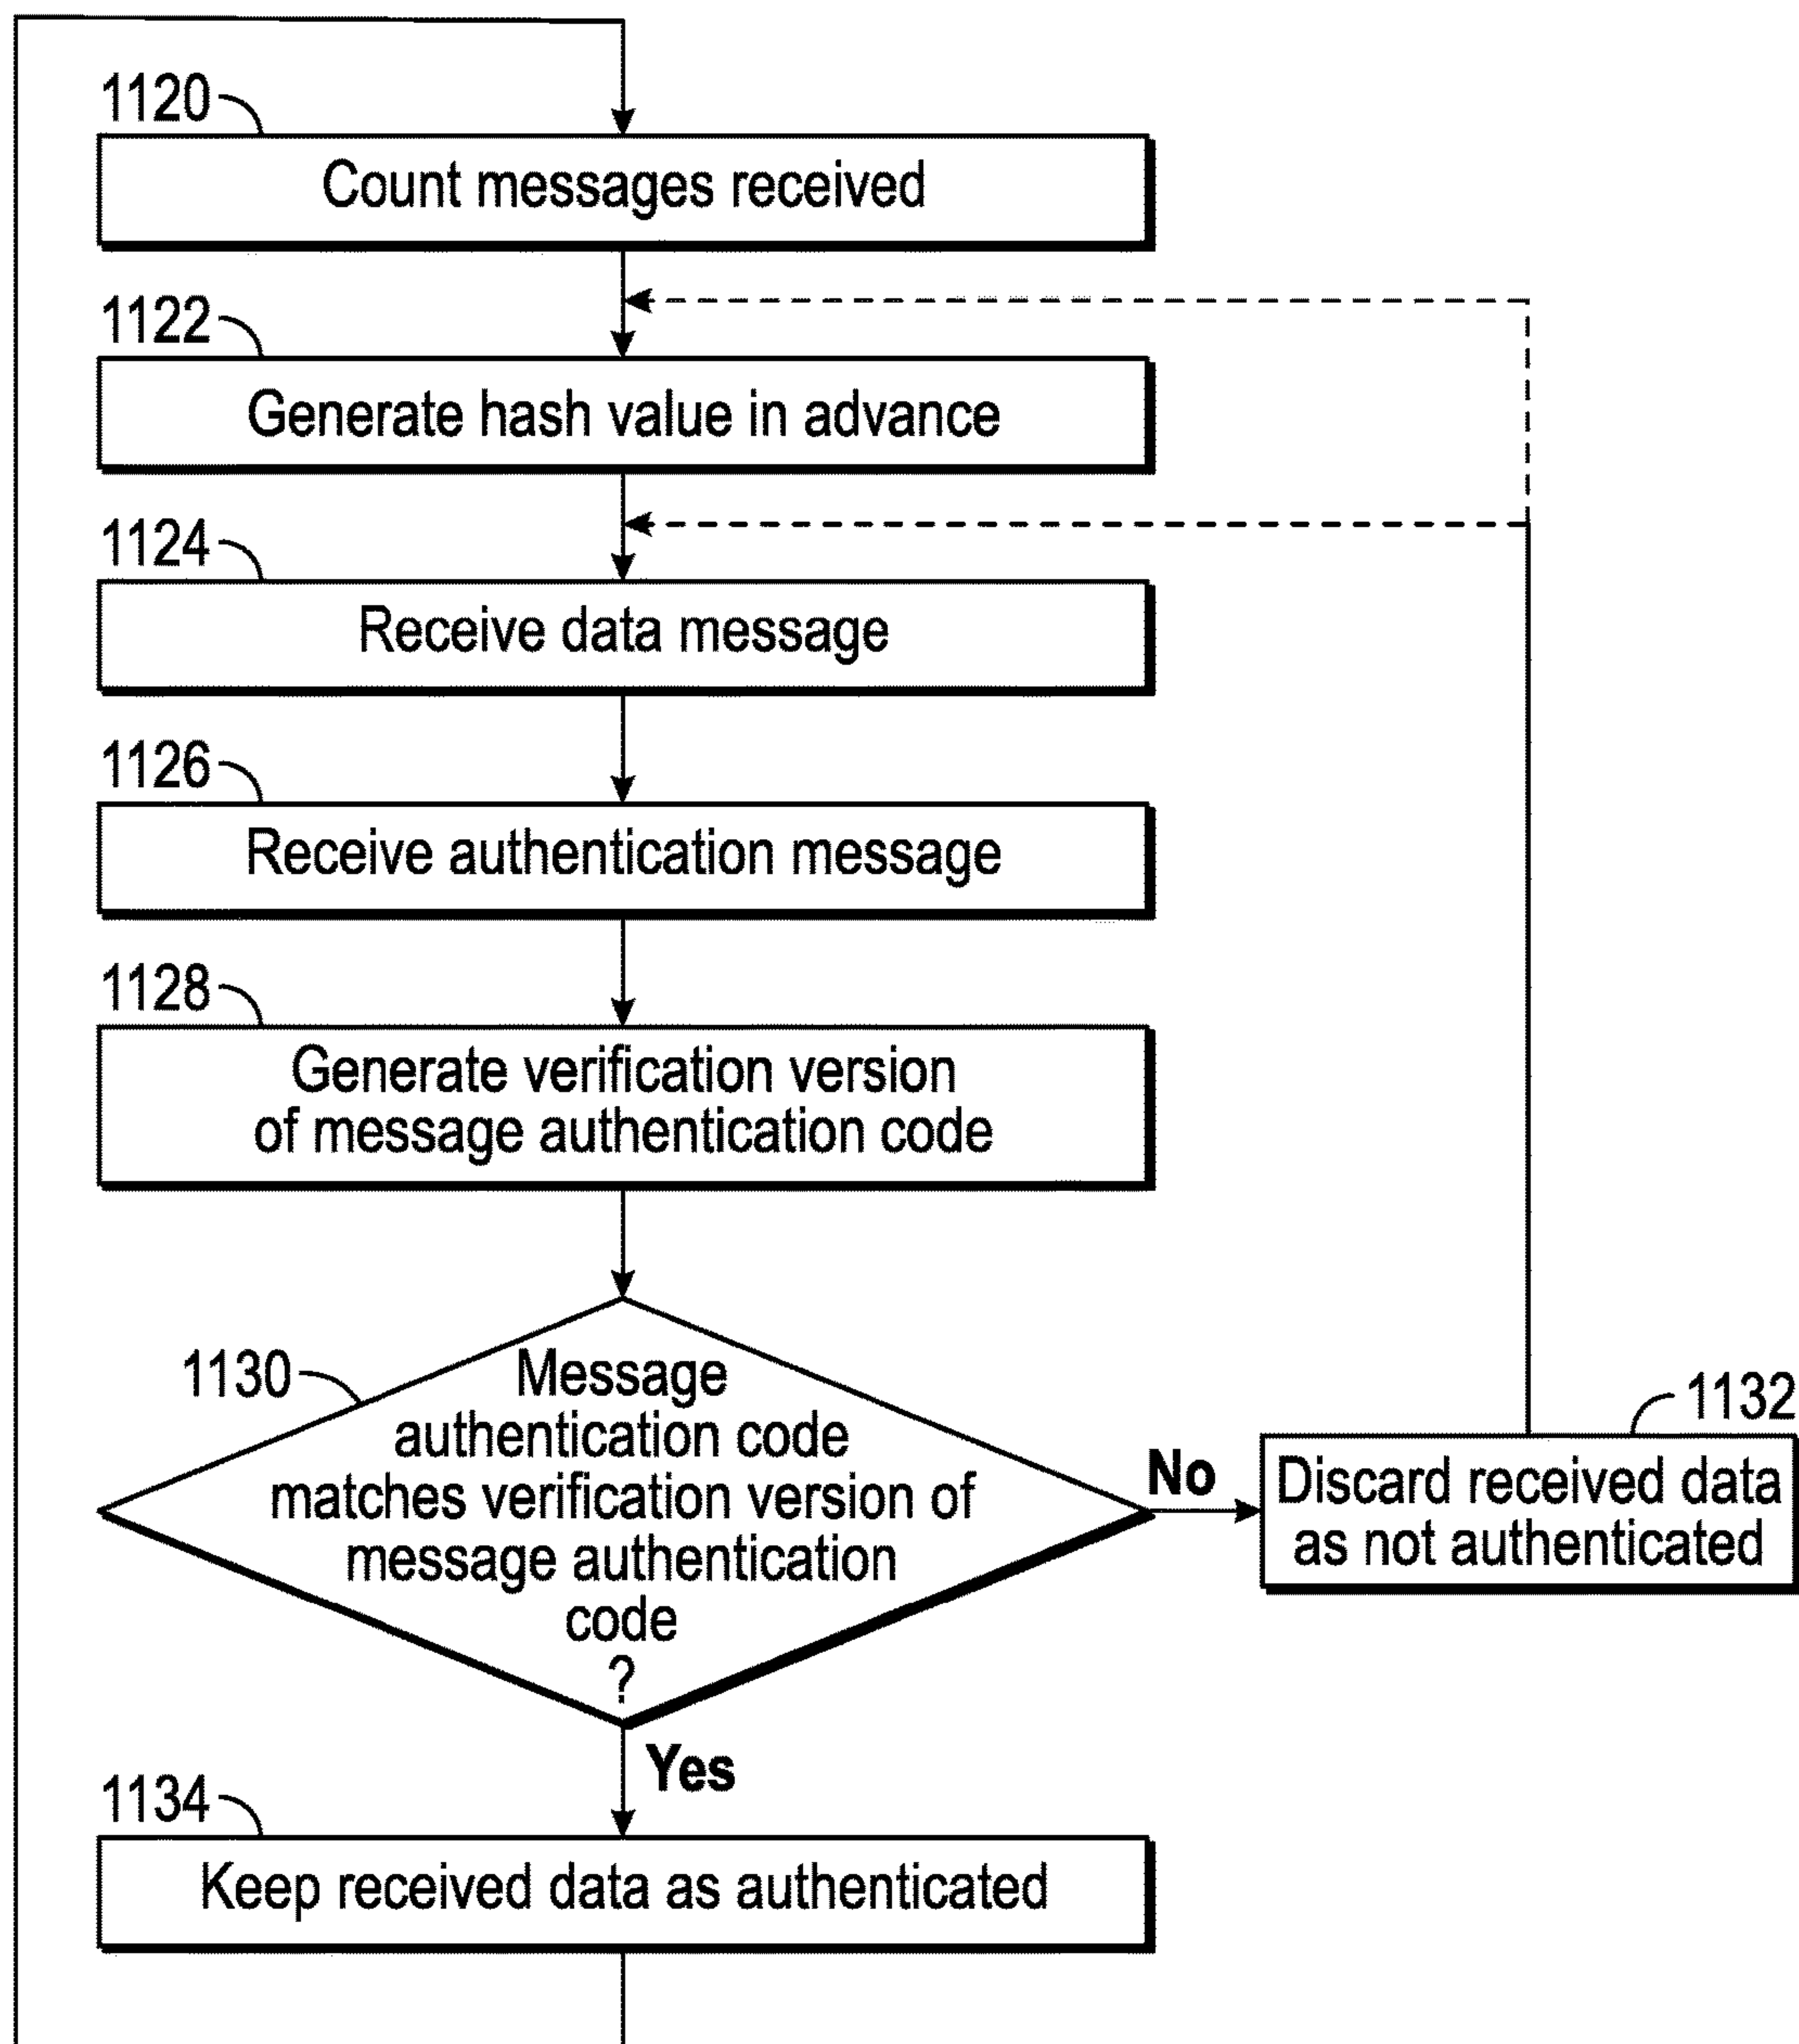 1120
Count messages received
1122
Generate hash value in advance
1124
Receive data message
1126
Receive authentication message
1128
Generate verification version
of message authentication code
1130
Message
authentication code
matches verification version of
message authentication
code
?
No
1132
Discard received data
as not authenticated
Yes
1134
Keep received data as authenticated